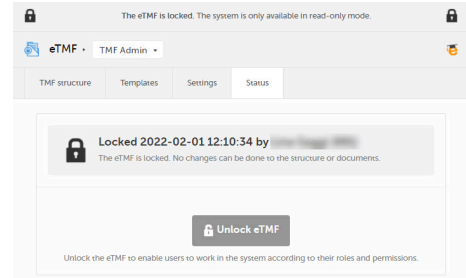 The eTMF is locked. The system is only available in read-only mode.
eTMF · TMF Admin
TMF structure Templates Settings Status
Locked 2022-02-01 12:10:34 by
The eTMF is locked. No changes can be done to the structure or documents.
Unlock eTMF
Unlock the eTMF to enable users to work in the system according to their roles and permissions.